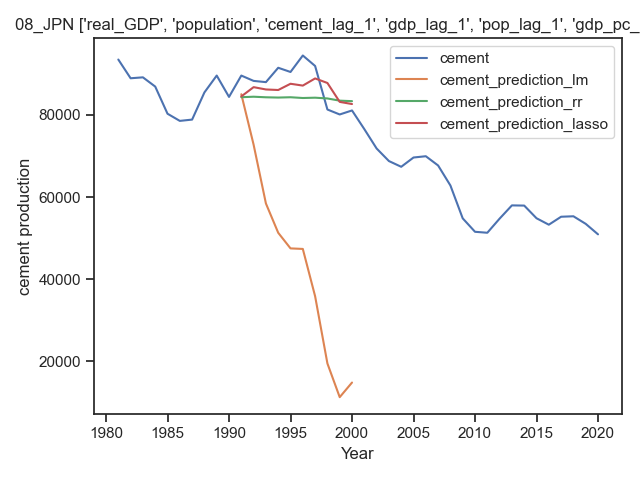 08_JPN ['real_GDP', 'population', 'cement_lag_1', 'gdp_lag_1', 'pop_lag_1', 'gdp_pc_
cement
cement_prediction_lm
cement_prediction_rr
cement_prediction_lasso
cement production
80000
60000
40000
20000
1980 1985 1990 1995 2000 2005 2010 2015 2020
Year